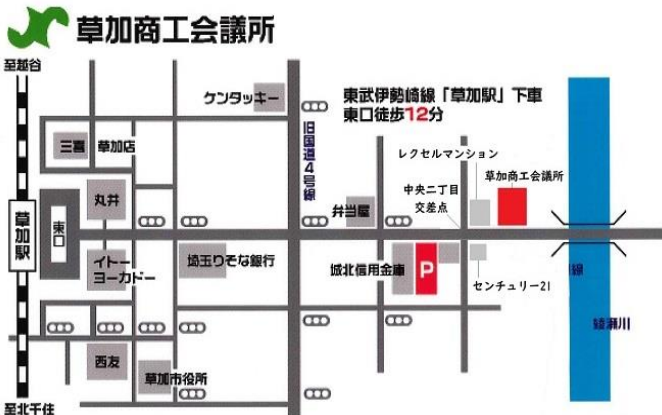 草加商工会議所
至越谷
ケンタッキー
東武伊勢崎線「草加駅」下車
東口徒歩12分
旧国道4号線
三喜 草加店
レクセルマンション
草加商工会議所
中央二丁目
交差点
丸井
弁当屋
草加駅
東口
イトー
ヨーカドー
埼玉りそな銀行
城北信用金庫
P
センチュリー21
線
綾瀬川
西友
草加市役所
至北千住